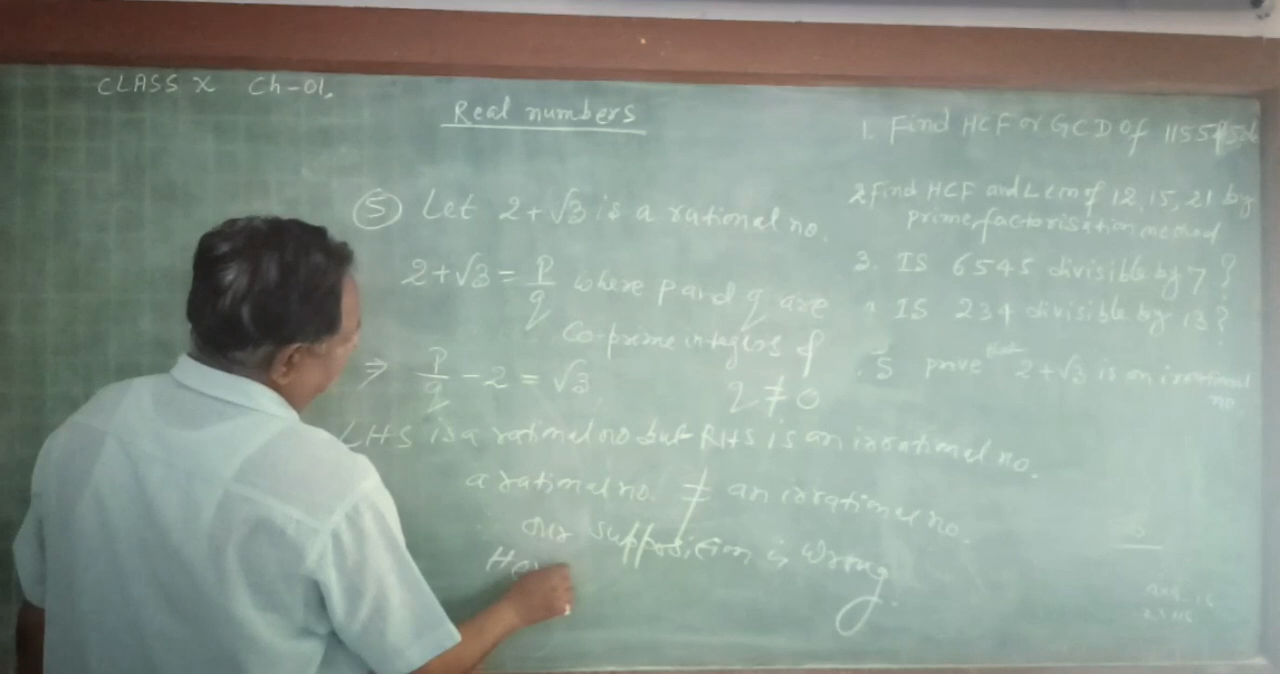 CLASS X Ch-01.
Real numbers
⑤ Let 2+√3 is a rational no.
2+√3 = p/q where p and q are
Co-prime integers of
⇒ p/q - 2 = √3
q ≠ 0
LHS is a rational no but RHS is an irrational no.
a rational no. ≠ an irrational no.
our supposition is wrong.
1. Find HCF or GCD of 1155
2. Find HCF and Lcm of 12, 15, 21 by
prime factorisation method
3. IS 6545 divisible by 7 ?
IS 234 divisible by 13 ?
5 prove that 2+√3 is an irrational
no.